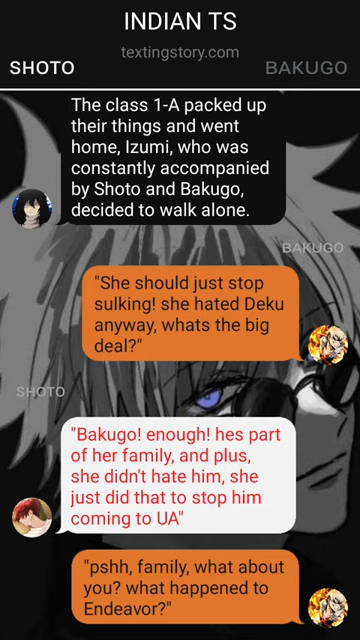 INDIAN TS
textingstory.com
SHOTO
BAKUGO
The class 1-A packed up
their things and went
home, Izumi, who was
constantly accompanied
by Shoto and Bakugo,
decided to walk alone.
BAKUGO
"She should just stop
sulking! she hated Deku
anyway, whats the big
deal?"
SHOTO
"Bakugo! enough! hes part
of her family, and plus,
she didn't hate him, she
just did that to stop him
coming to UA"
"pshh, family, what about
you? what happened to
Endeavor?"